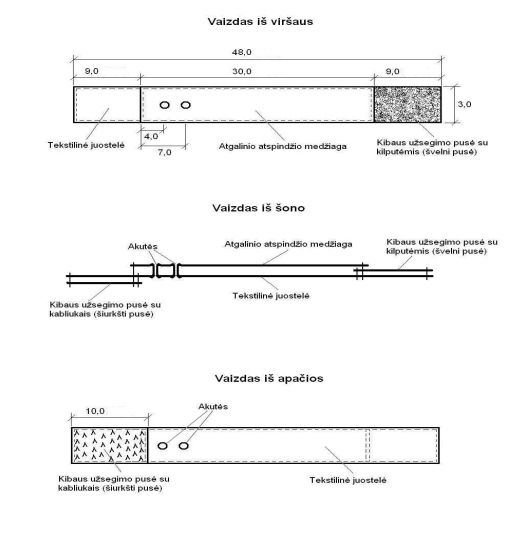 Vaizdas iš viršaus
48,0
9,0 30,0 9,0
3,0
4,0
7,0
Tekstilinė juostelė
Atgalinio atspindžio medžiaga
Kibaus užsegimo pusė su
kilputėmis (švelni pusė)
Vaizdas iš šono
Akutės
Atgalinio atspindžio medžiaga
Kibaus užsegimo pusė su
kilputėmis (švelni pusė)
Tekstilinė juostelė
Kibaus užsegimo pusė su
kabliukais (šiurkšti pusė)
Vaizdas iš apačios
10,0
Akutės
Kibaus užsegimo pusė su
kabliukais (šiurkšti pusė)
Tekstilinė juostelė